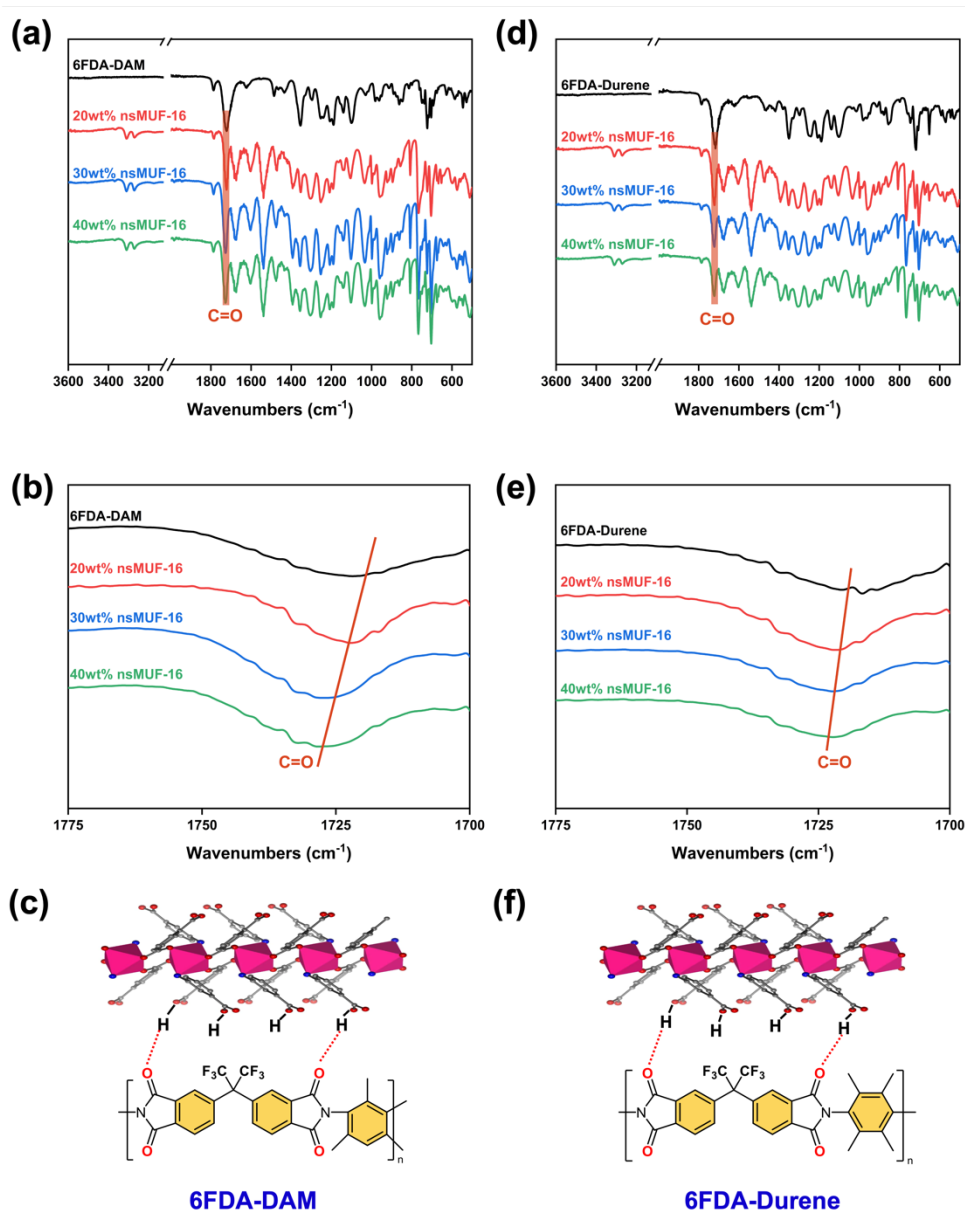 (a)
6FDA-DAM
20wt% nsMUF-16
30wt% nsMUF-16
40wt% nsMUF-16
C=O
3600 3200 1800 1600 1400 1200 1000 800 600
Wavenumbers (cm⁻¹)
(d)
6FDA-Durene
20wt% nsMUF-16
30wt% nsMUF-16
40wt% nsMUF-16
C=O
3600 3200 1800 1600 1400 1200 1000 800 600
Wavenumbers (cm⁻¹)
(b)
6FDA-DAM
20wt% nsMUF-16
30wt% nsMUF-16
40wt% nsMUF-16
C=O
1775 1750 1725 1700
Wavenumbers (cm⁻¹)
(e)
6FDA-Durene
20wt% nsMUF-16
30wt% nsMUF-16
40wt% nsMUF-16
C=O
1775 1750 1725 1700
Wavenumbers (cm⁻¹)
(c)
H H H H
O F₃C CF₃ O
N N
O O n
6FDA-DAM
(f)
H H H H
O F₃C CF₃ O
N N
O O n
6FDA-Durene